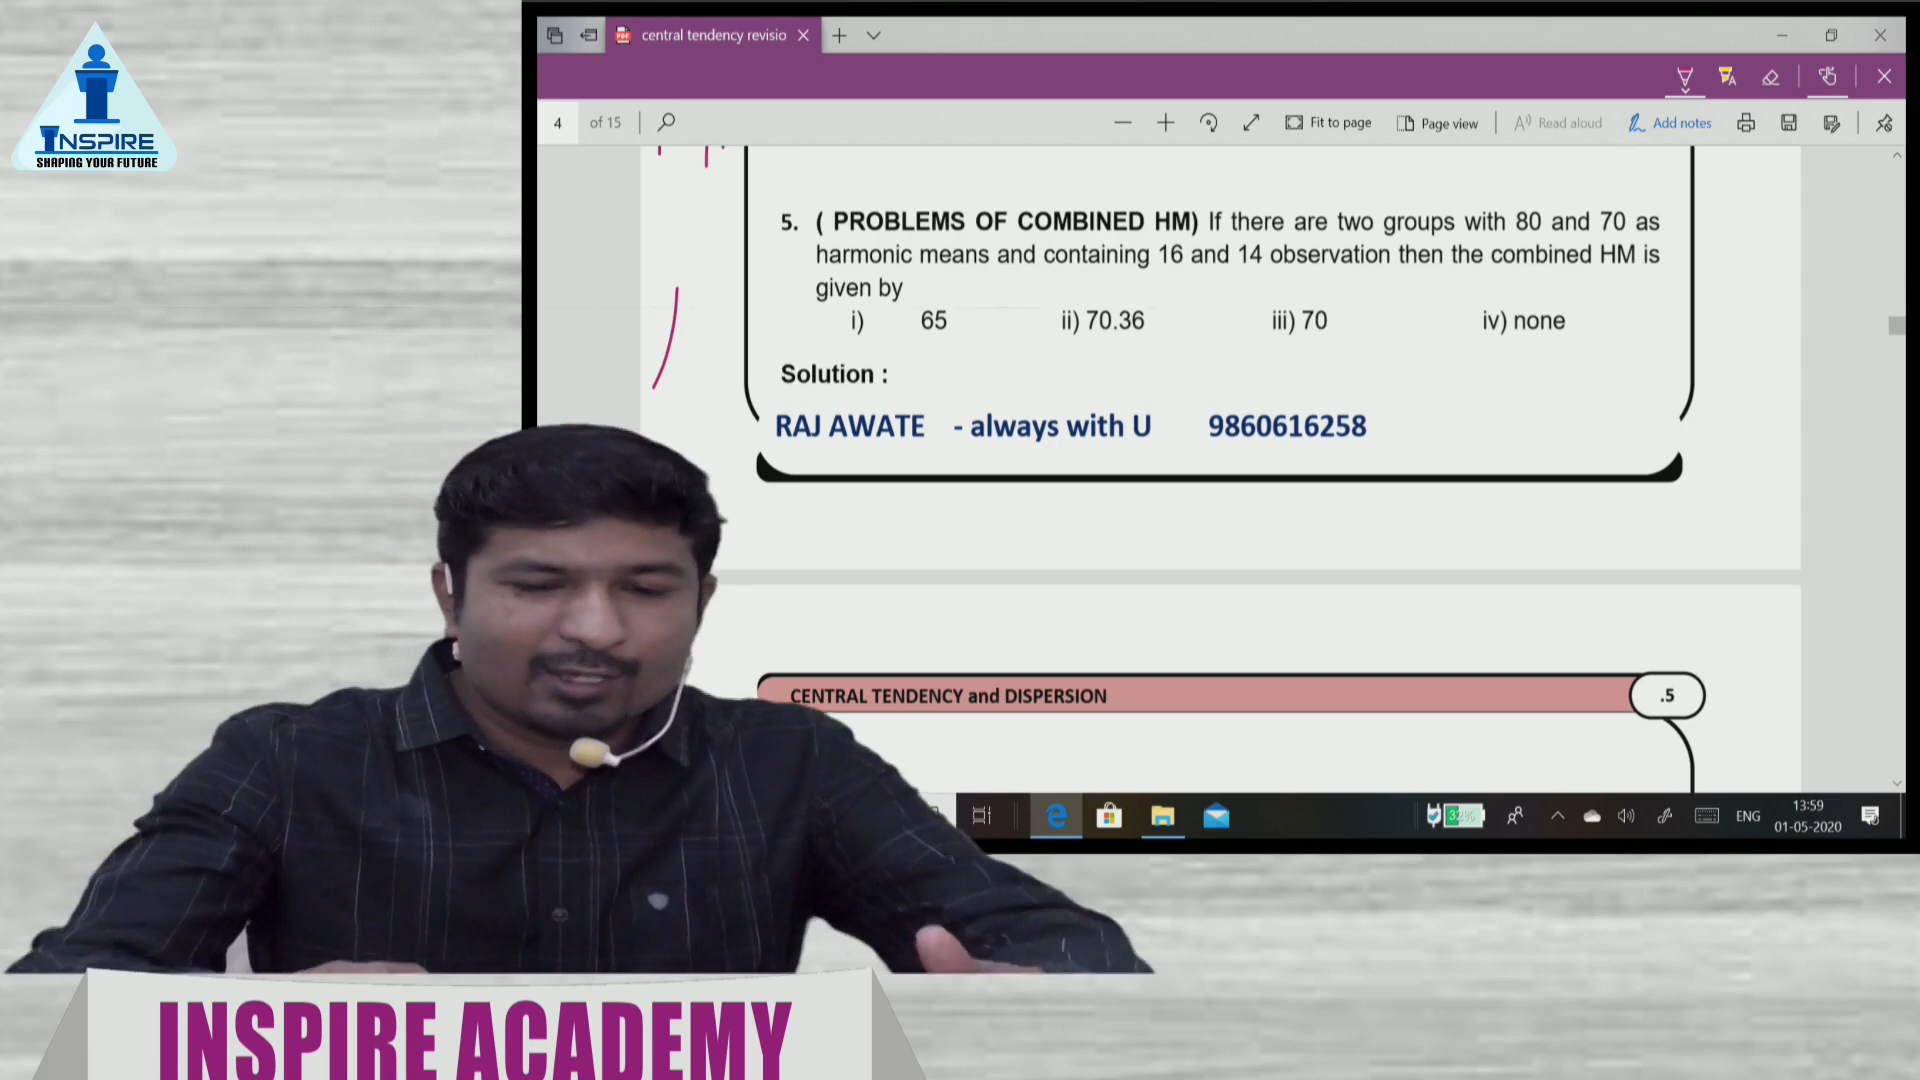 central tendency revisio
4 of 15
Fit to page
Page view
Read aloud
Add notes
INSPIRE
SHAPING YOUR FUTURE
5. ( PROBLEMS OF COMBINED HM) If there are two groups with 80 and 70 as
harmonic means and containing 16 and 14 observation then the combined HM is
given by
i) 65 ii) 70.36 iii) 70 iv) none
Solution :
RAJ AWATE - always with U 9860616258
CENTRAL TENDENCY and DISPERSION .5
32%
ENG
13:59
01-05-2020
INSPIRE ACADEMY